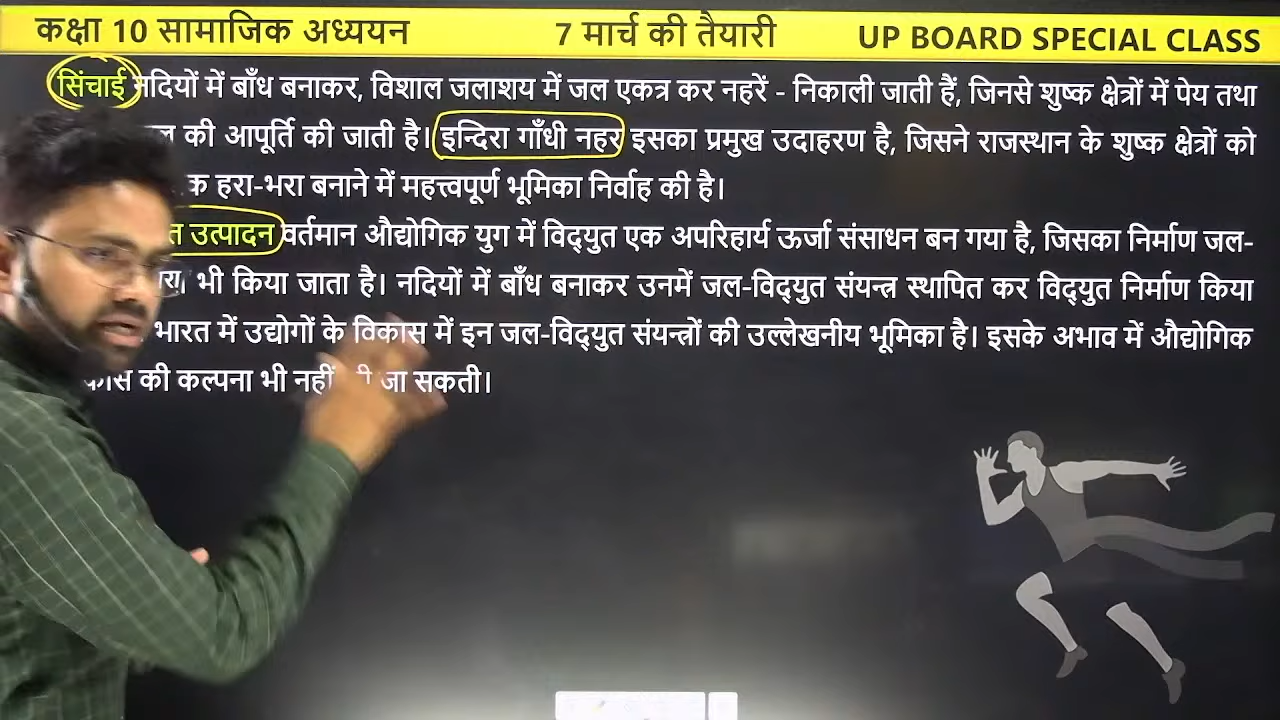 कक्षा 10 सामाजिक अध्ययन 7 मार्च की तैयारी UP BOARD SPECIAL CLASS
सिंचाई नदियों में बाँध बनाकर, विशाल जलाशय में जल एकत्र कर नहरें - निकाली जाती हैं, जिनसे शुष्क क्षेत्रों में पेय तथा
की आपूर्ति की जाती है। इन्दिरा गाँधी नहर इसका प्रमुख उदाहरण है, जिसने राजस्थान के शुष्क क्षेत्रों को
हरा-भरा बनाने में महत्त्वपूर्ण भूमिका निर्वाह की है।
उत्पादन वर्तमान औद्योगिक युग में विद्युत एक अपरिहार्य ऊर्जा संसाधन बन गया है, जिसका निर्माण जल-
भी किया जाता है। नदियों में बाँध बनाकर उनमें जल-विद्युत संयन्त्र स्थापित कर विद्युत निर्माण किया
भारत में उद्योगों के विकास में इन जल-विद्युत संयन्त्रों की उल्लेखनीय भूमिका है। इसके अभाव में औद्योगिक
की कल्पना भी नहीं जा सकती।